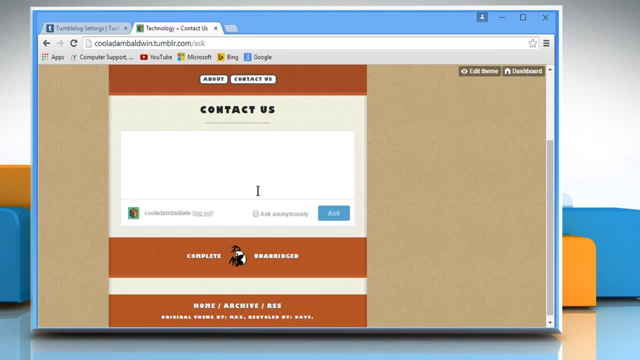 Tumblelog Settings | Tum
Technology » Contact Us
cooladambaldwin.tumblr.com/ask
Apps
Computer Support,
YouTube
Microsoft
Bing
Google
ABOUT
CONTACT US
Edit theme
Dashboard
CONTACT US
cooladambaldwin (log out)
Ask anonymously
Ask
COMPLETE
UNABRIDGED
HOME / ARCHIVE / RSS
ORIGINAL THEME BY: MAX, RECYCLED BY: DAVE.